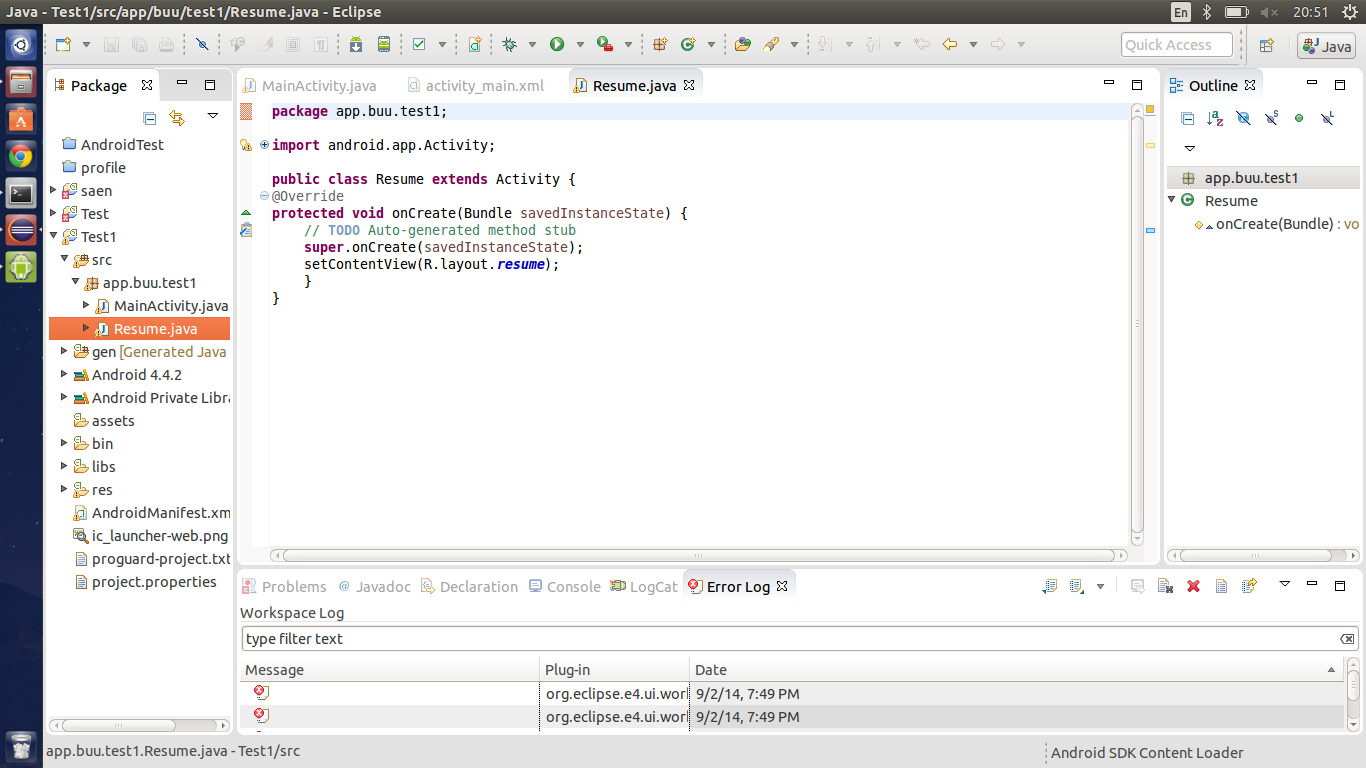 Java - Test1/src/app/buu/test1/Resume.java - Eclipse
En
20:51
Quick Access
Java
Package
AndroidTest
profile
saen
Test
Test1
src
app.buu.test1
MainActivity.java
Resume.java
gen [Generated Java
Android 4.4.2
Android Private Libra
assets
bin
libs
res
AndroidManifest.xm
ic_launcher-web.png
proguard-project.txt
project.properties
MainActivity.java
activity_main.xml
Resume.java
package app.buu.test1;
import android.app.Activity;
public class Resume extends Activity {
@Override
protected void onCreate(Bundle savedInstanceState) {
// TODO Auto-generated method stub
super.onCreate(savedInstanceState);
setContentView(R.layout.resume);
}
}
Outline
app.buu.test1
Resume
onCreate(Bundle) : vo
Problems
@ Javadoc
Declaration
Console
LogCat
Error Log
Workspace Log
type filter text
Message Plug-in Date
org.eclipse.e4.ui.worl 9/2/14, 7:49 PM
org.eclipse.e4.ui.worl 9/2/14, 7:49 PM
app.buu.test1.Resume.java - Test1/src
Android SDK Content Loader